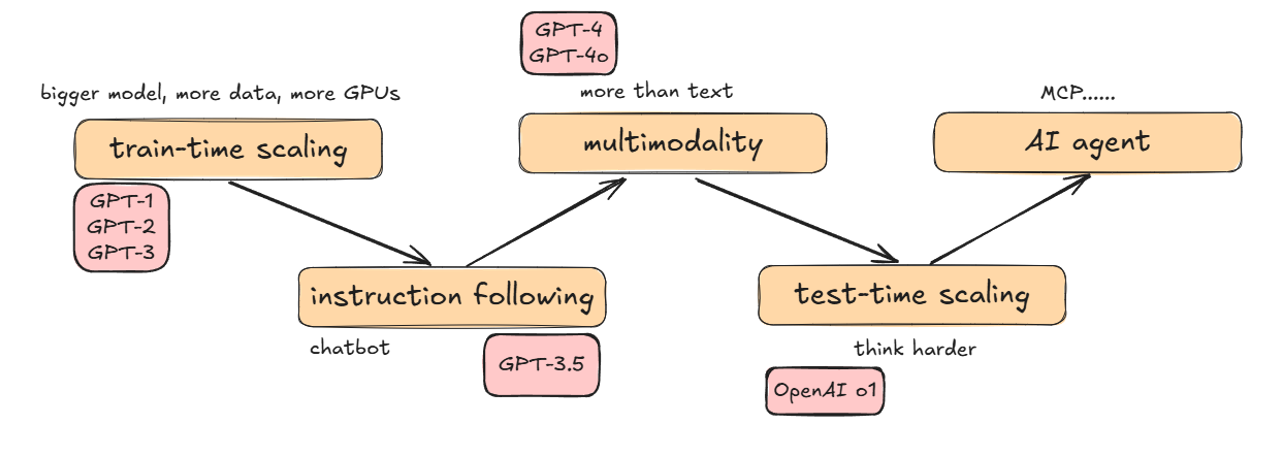 bigger model, more data, more GPUs
train-time scaling
GPT-1
GPT-2
GPT-3
instruction following
chatbot
GPT-3.5
GPT-4
GPT-4o
more than text
multimodality
test-time scaling
think harder
OpenAI o1
MCP......
AI agent